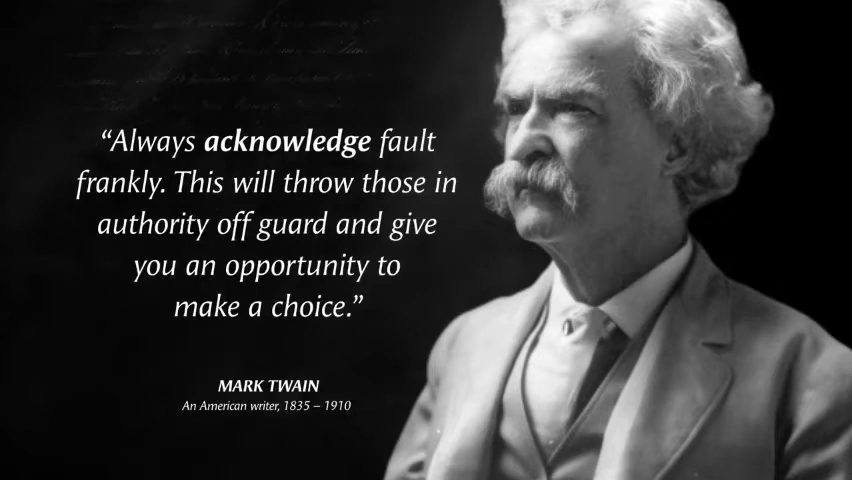 “Always acknowledge fault
frankly. This will throw those in
authority off guard and give
you an opportunity to
make a choice.”
MARK TWAIN
An American writer, 1835 – 1910